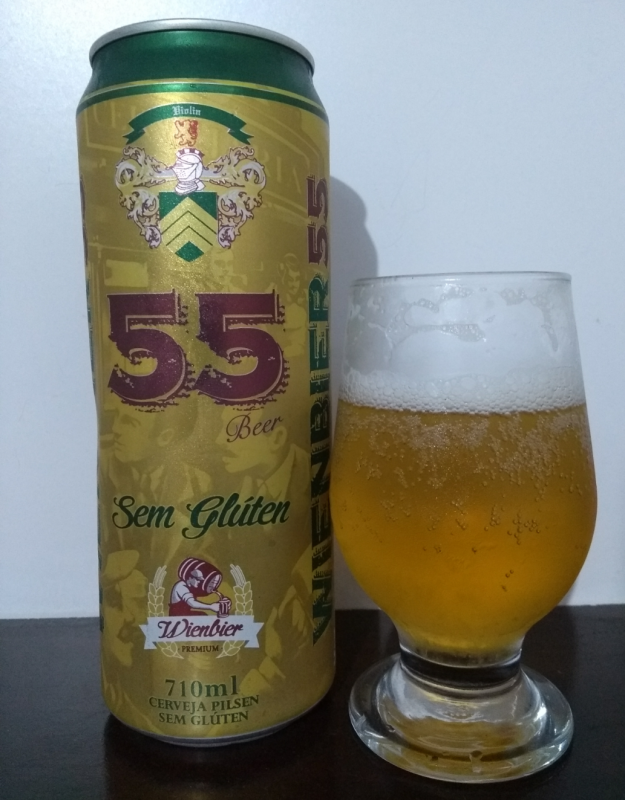 Violin
55
Beer
Sem Glúten
Wienbier
PREMIUM
710ml
CERVEJA PILSEN
SEM GLÚTEN
WIENBIER 55